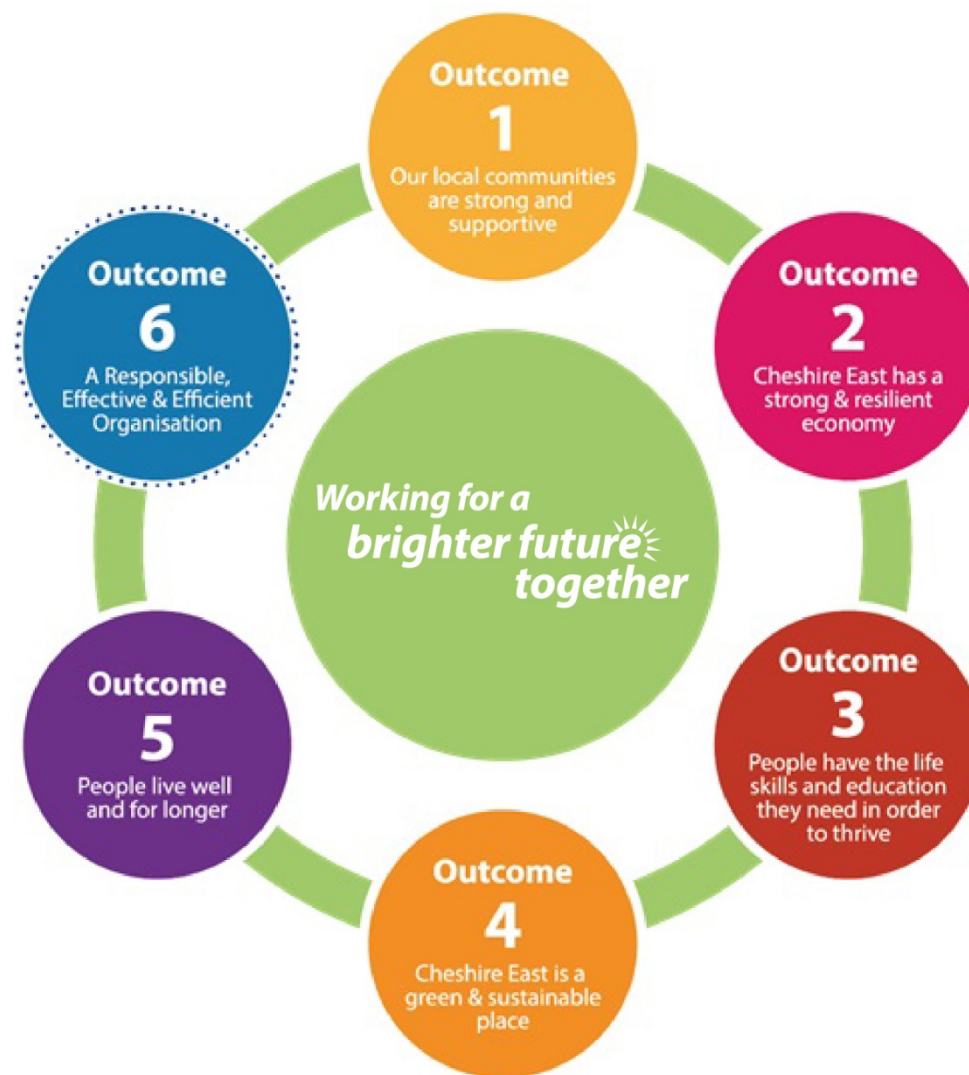 Outcome
1
Our local communities
are strong and
supportive
Outcome
2
Cheshire East has a
strong & resilient
economy
Outcome
3
People have the life
skills and education
they need in order
to thrive
Outcome
4
Cheshire East is a
green & sustainable
place
Outcome
5
People live well
and for longer
Outcome
6
A Responsible,
Effective & Efficient
Organisation
Working for a
brighter future
together